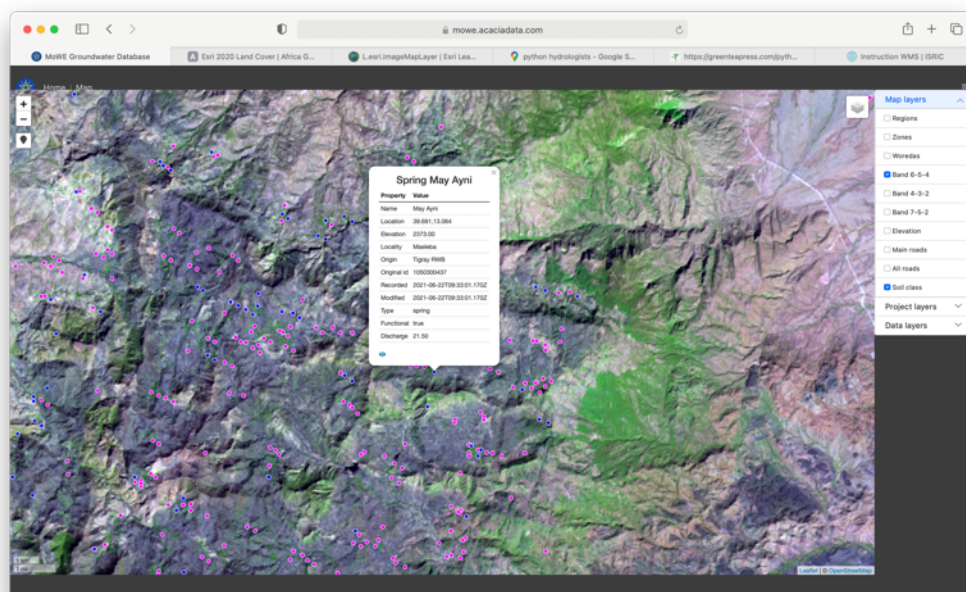 mowe.acaciadata.com
MoWE Groundwater Database
Esri 2020 Land Cover | Africa G...
L.esri.ImageMapLayer | Esri Lea...
python hydrologists - Google S...
https://greenteapress.com/pyth...
Instruction WMS | ISRIC
Home Map
+
−
Map layers
Regions
Zones
Woredas
Band 6-5-4
Band 4-3-2
Band 7-5-2
Elevation
Main roads
All roads
Soil class
Project layers
Data layers
Spring May Ayni
Property Value
Name May Ayni
Location 39.691,13.064
Elevation 2373.00
Locality Maeleba
Origin Tigray RWB
Original id 1050300437
Recorded 2021-06-22T09:33:01.170Z
Modified 2021-06-22T09:33:01.170Z
Type spring
Functional true
Discharge 21.50
Leaflet | © OpenStreetMap